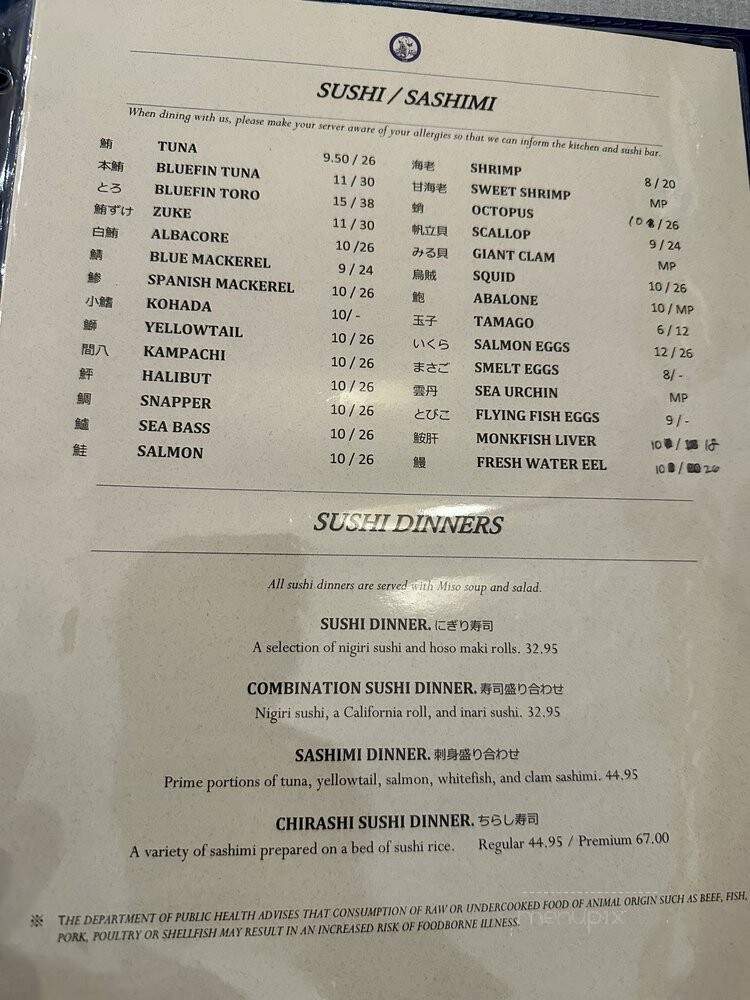 SUSHI / SASHIMI
When dining with us, please make your server aware of your allergies so that we can inform the kitchen and sushi bar.
鮪 TUNA 9.50 / 26
本鮪 BLUEFIN TUNA 11 / 30
とろ BLUEFIN TORO 15 / 38
鮪ずけ ZUKE 11 / 30
白鮪 ALBACORE 10 /26
鯖 BLUE MACKEREL 9 / 24
鯵 SPANISH MACKEREL 10 / 26
小鰭 KOHADA 10/ -
鰤 YELLOWTAIL 10 / 26
間八 KAMPACHI 10 / 26
鮃 HALIBUT 10 / 26
鯛 SNAPPER 10 / 26
鱸 SEA BASS 10 / 26
鮭 SALMON 10 / 26
海老 SHRIMP 8 / 20
甘海老 SWEET SHRIMP MP
蛸 OCTOPUS 10 / 26
帆立貝 SCALLOP 9 / 24
みる貝 GIANT CLAM MP
烏賊 SQUID 10 / 26
鮑 ABALONE 10 / MP
玉子 TAMAGO 6 / 12
いくら SALMON EGGS 12 / 26
まさご SMELT EGGS 8/ -
雲丹 SEA URCHIN MP
とびこ FLYING FISH EGGS 9 / -
鮟肝 MONKFISH LIVER 10 /
鰻 FRESH WATER EEL 10 / 26
SUSHI DINNERS
All sushi dinners are served with Miso soup and salad.
SUSHI DINNER. にぎり寿司
A selection of nigiri sushi and hoso maki rolls. 32.95
COMBINATION SUSHI DINNER. 寿司盛り合わせ
Nigiri sushi, a California roll, and inari sushi. 32.95
SASHIMI DINNER. 刺身盛り合わせ
Prime portions of tuna, yellowtail, salmon, whitefish, and clam sashimi. 44.95
CHIRASHI SUSHI DINNER. ちらし寿司
A variety of sashimi prepared on a bed of sushi rice. Regular 44.95 / Premium 67.00
※ THE DEPARTMENT OF PUBLIC HEALTH ADVISES THAT CONSUMPTION OF RAW OR UNDERCOOKED FOOD OF ANIMAL ORIGIN SUCH AS BEEF, FISH,
PORK, POULTRY OR SHELLFISH MAY RESULT IN AN INCREASED RISK OF FOODBORNE ILLNESS.
menupix